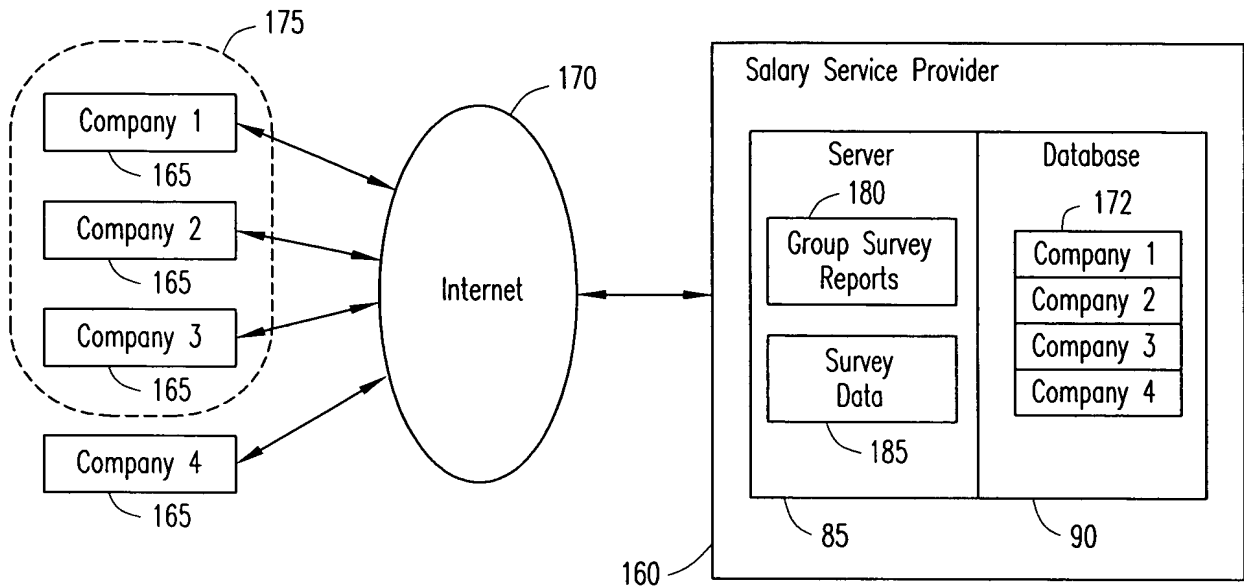 175
Company 1
165
Company 2
165
Company 3
165
Company 4
165
170
Internet
Salary Service Provider
Server
180
Group Survey
Reports
Survey
Data
185
85
Database
172
Company 1
Company 2
Company 3
Company 4
90
160